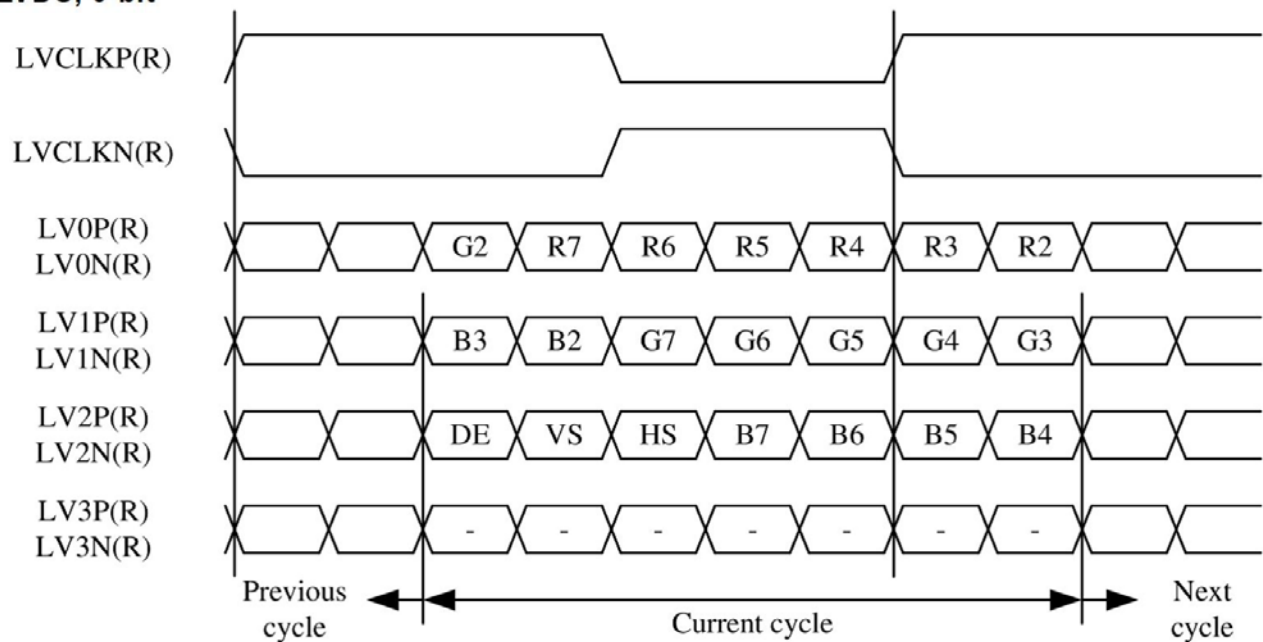 LVCLKP(R)
LVCLKN(R)
LV0P(R)
LV0N(R)
G2 R7 R6 R5 R4 R3 R2
LV1P(R)
LV1N(R)
B3 B2 G7 G6 G5 G4 G3
LV2P(R)
LV2N(R)
DE VS HS B7 B6 B5 B4
LV3P(R)
LV3N(R)
- - - - - - -
Previous
cycle
Current cycle
Next
cycle